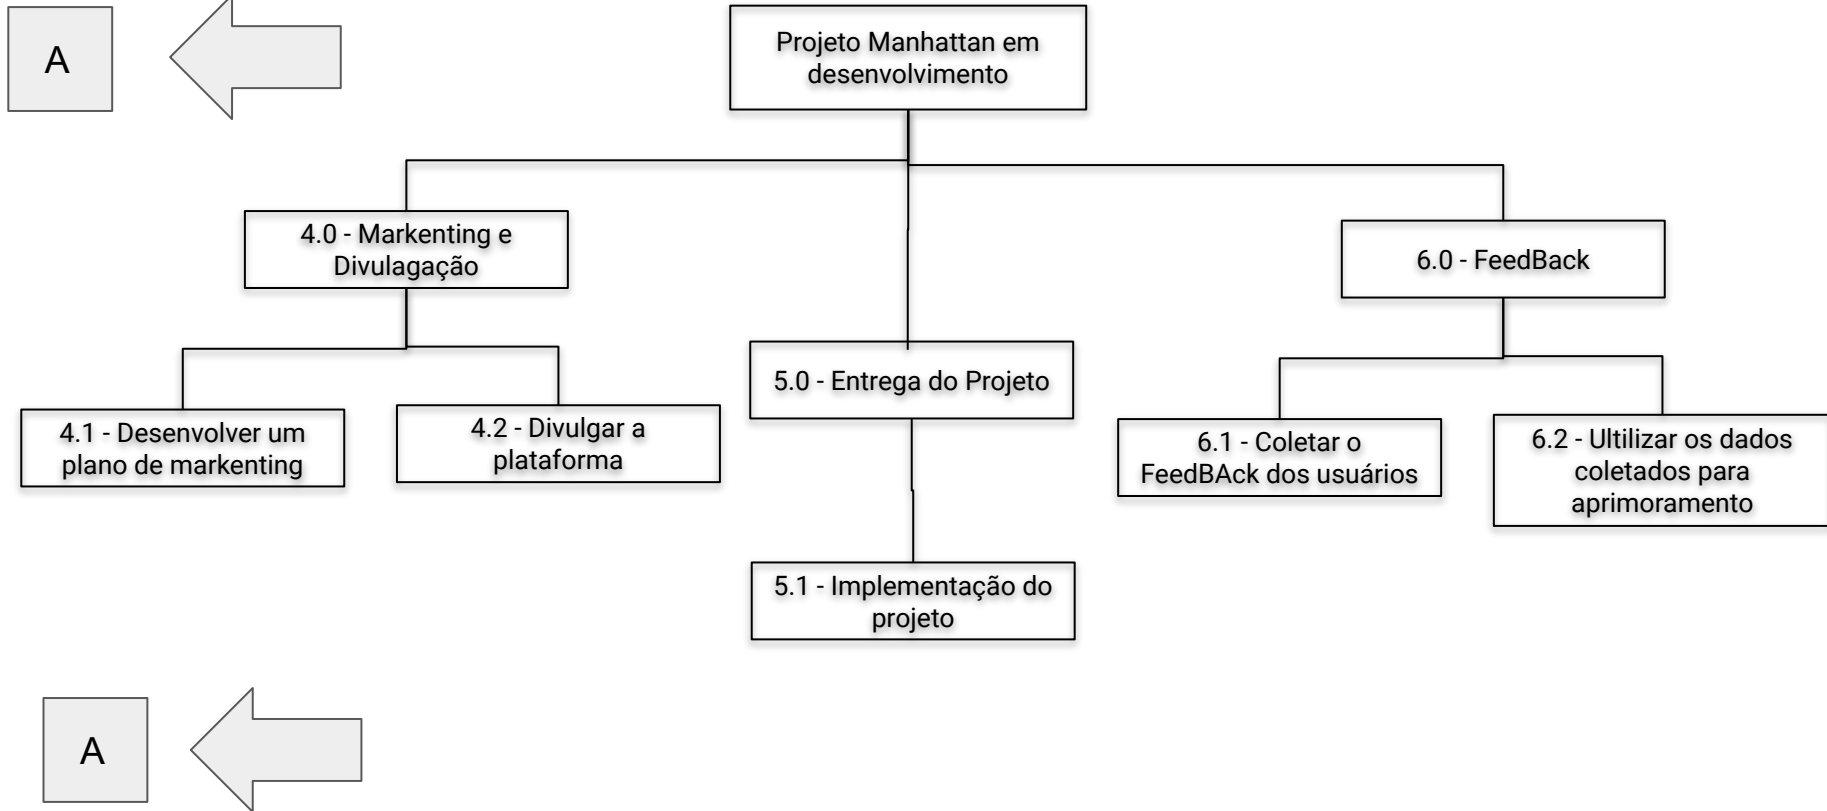 A
Projeto Manhattan em
desenvolvimento
4.0 - Markenting e
Divulagação
6.0 - FeedBack
5.0 - Entrega do Projeto
4.1 - Desenvolver um
plano de markenting
4.2 - Divulgar a
plataforma
6.1 - Coletar o
FeedBAck dos usuários
6.2 - Ultilizar os dados
coletados para
aprimoramento
5.1 - Implementação do
projeto
A